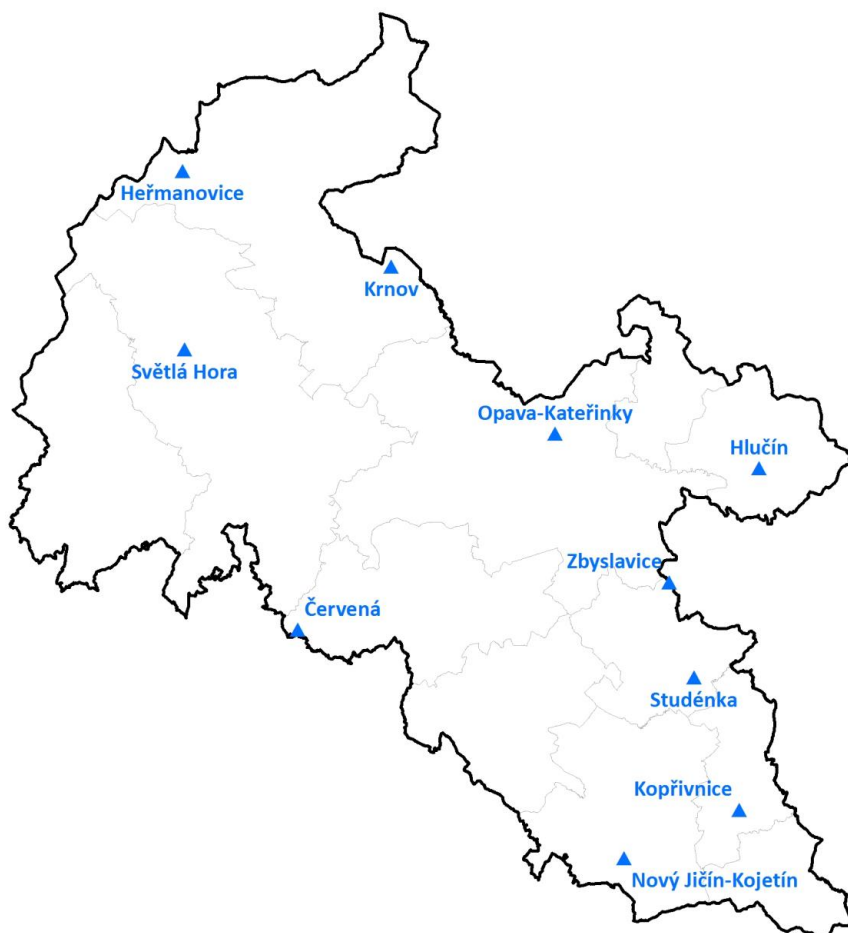 Heřmanovice
Krnov
Světlá Hora
Opava-Kateřinky
Hlučín
Zbyslavice
Červená
Studénka
Kopřivnice
Nový Jičín-Kojetín